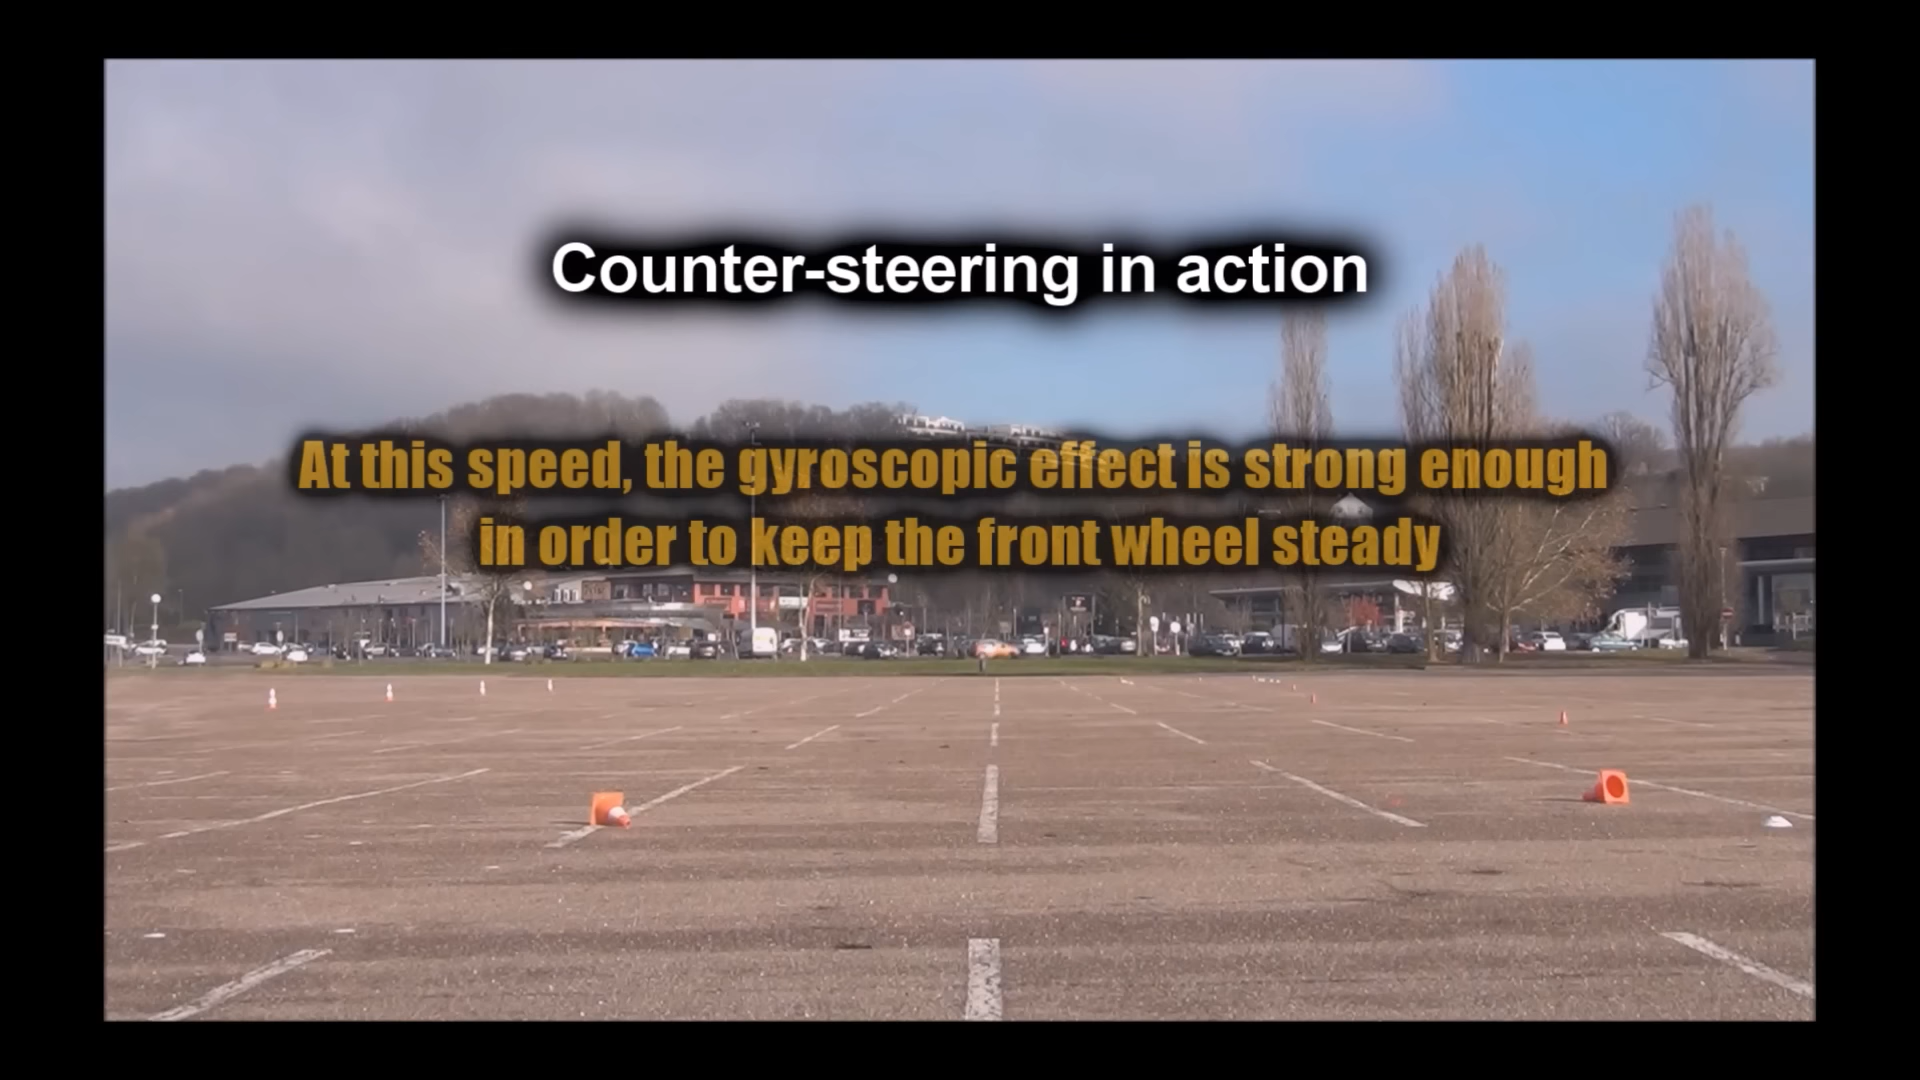 Counter-steering in action
At this speed, the gyroscopic effect is strong enough
in order to keep the front wheel steady